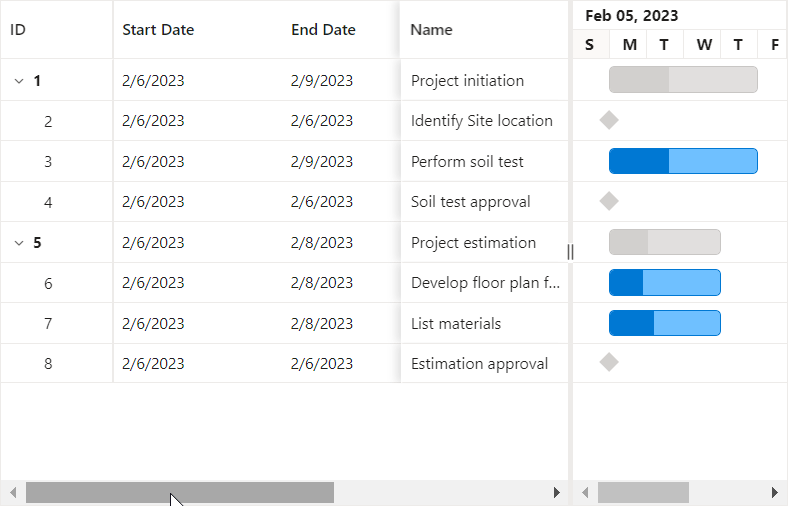 ID Start Date End Date Name Feb 05, 2023
S M T W T F
1 2/6/2023 2/9/2023 Project initiation
2 2/6/2023 2/6/2023 Identify Site location
3 2/6/2023 2/9/2023 Perform soil test
4 2/6/2023 2/6/2023 Soil test approval
5 2/6/2023 2/8/2023 Project estimation
6 2/6/2023 2/8/2023 Develop floor plan f...
7 2/6/2023 2/8/2023 List materials
8 2/6/2023 2/6/2023 Estimation approval